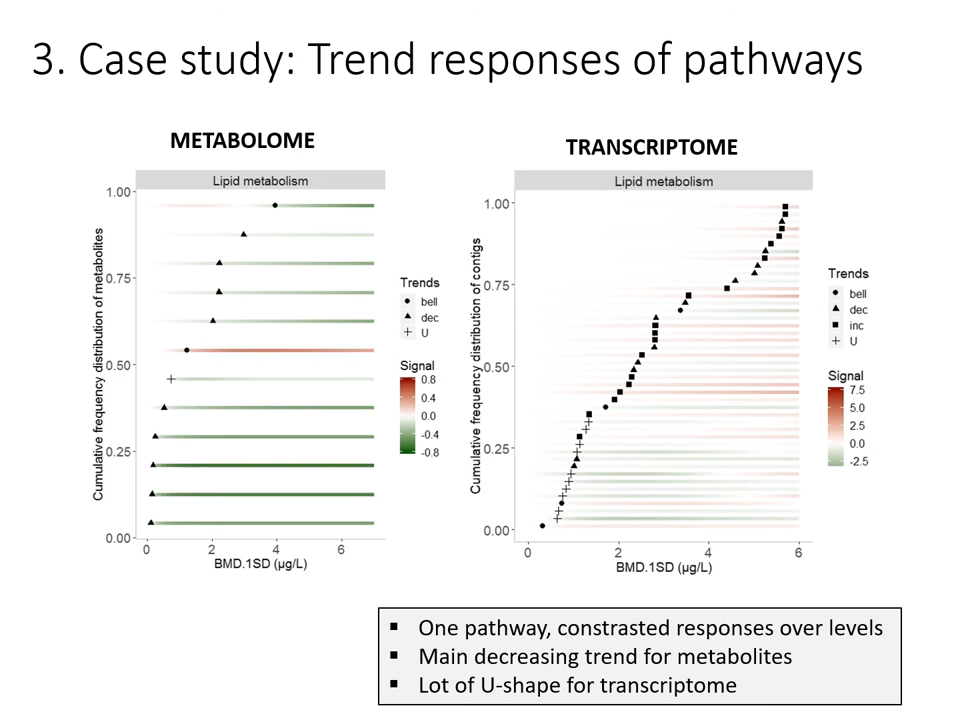 3. Case study: Trend responses of pathways
METABOLOME
Lipid metabolism
Cumulative frequency distribution of metabolites
1.00
0.75
0.50
0.25
0.00
0
2
4
6
BMD.1SD (µg/L)
Trends
bell
dec
U
Signal
0.8
0.4
0.0
-0.4
-0.8
TRANSCRIPTOME
Lipid metabolism
Cumulative frequency distribution of contigs
1.00
0.75
0.50
0.25
0.00
0
2
4
6
BMD.1SD (µg/L)
Trends
bell
dec
inc
U
Signal
7.5
5.0
2.5
0.0
-2.5
▪ One pathway, constrasted responses over levels
▪ Main decreasing trend for metabolites
▪ Lot of U-shape for transcriptome